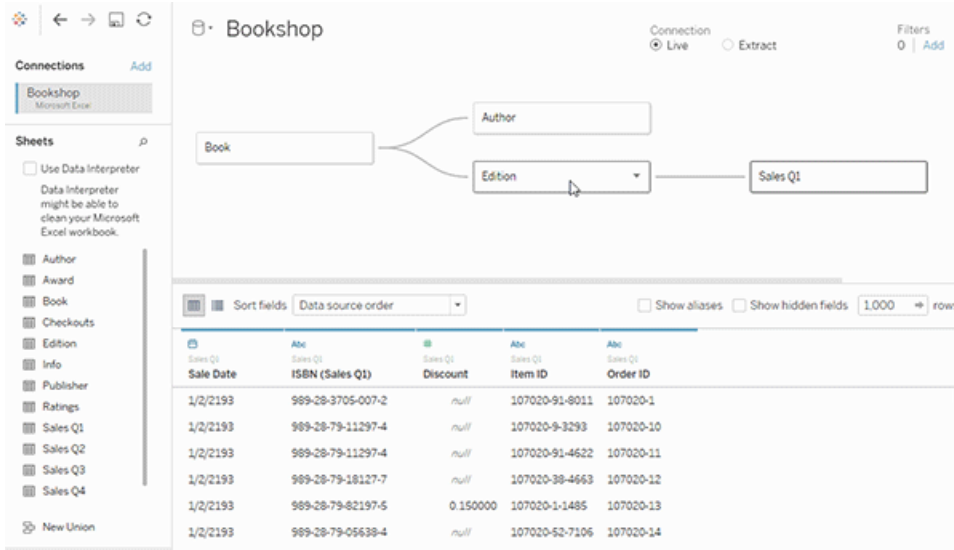 Bookshop
Connection
Live
Extract
Filters
0 | Add
Connections
Add
Bookshop
Microsoft Excel
Sheets
Use Data Interpreter
Data Interpreter
might be able to
clean your Microsoft
Excel workbook.
Author
Award
Book
Checkouts
Edition
Info
Publisher
Ratings
Sales Q1
Sales Q2
Sales Q3
Sales Q4
New Union
Book
Author
Edition
Sales Q1
Sort fields
Data source order
Show aliases
Show hidden fields
1,000
row
Abc
Abc
Abc
Sales Q1 Sales Q1 Sales Q1 Sales Q1 Sales Q1
Sale Date ISBN (Sales Q1) Discount Item ID Order ID
1/2/2193 989-28-3705-007-2 null 107020-91-8011 107020-1
1/2/2193 989-28-79-11297-4 null 107020-9-3293 107020-10
1/2/2193 989-28-79-11297-4 null 107020-91-4622 107020-11
1/2/2193 989-28-79-18127-7 null 107020-38-4663 107020-12
1/2/2193 989-28-79-82197-5 0.150000 107020-1-1485 107020-13
1/2/2193 989-28-79-05638-4 null 107020-52-7106 107020-14